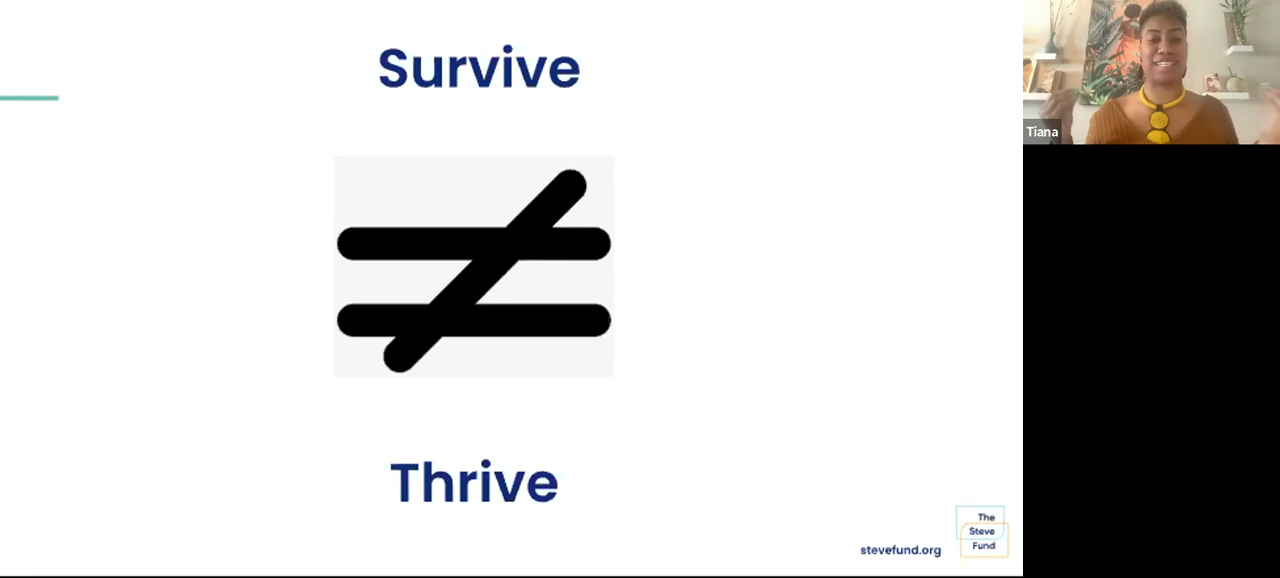 Survive
Tiana
≠
Thrive
The
Steve
Fund
stevefund.org